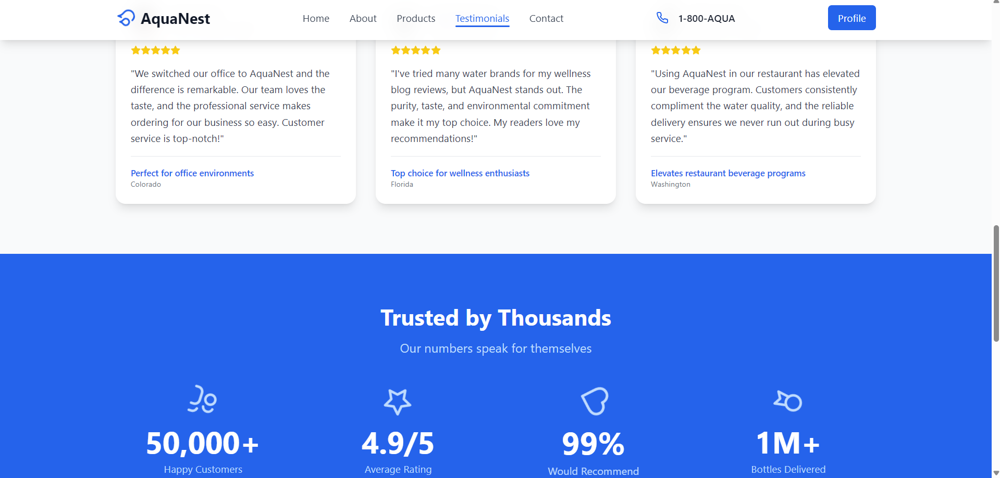 AquaNest
Home
About
Products
Testimonials
Contact
1-800-AQUA
Profile
"We switched our office to AquaNest and the
difference is remarkable. Our team loves the
taste, and the professional service makes
ordering for our business so easy. Customer
service is top-notch!"
Perfect for office environments
Colorado
"I've tried many water brands for my wellness
blog reviews, but AquaNest stands out. The
purity, taste, and environmental commitment
make it my top choice. My readers love my
recommendations!"
Top choice for wellness enthusiasts
Florida
"Using AquaNest in our restaurant has elevated
our beverage program. Customers consistently
compliment the water quality, and the reliable
delivery ensures we never run out during busy
service."
Elevates restaurant beverage programs
Washington
Trusted by Thousands
Our numbers speak for themselves
50,000+
Happy Customers
4.9/5
Average Rating
99%
Would Recommend
1M+
Bottles Delivered